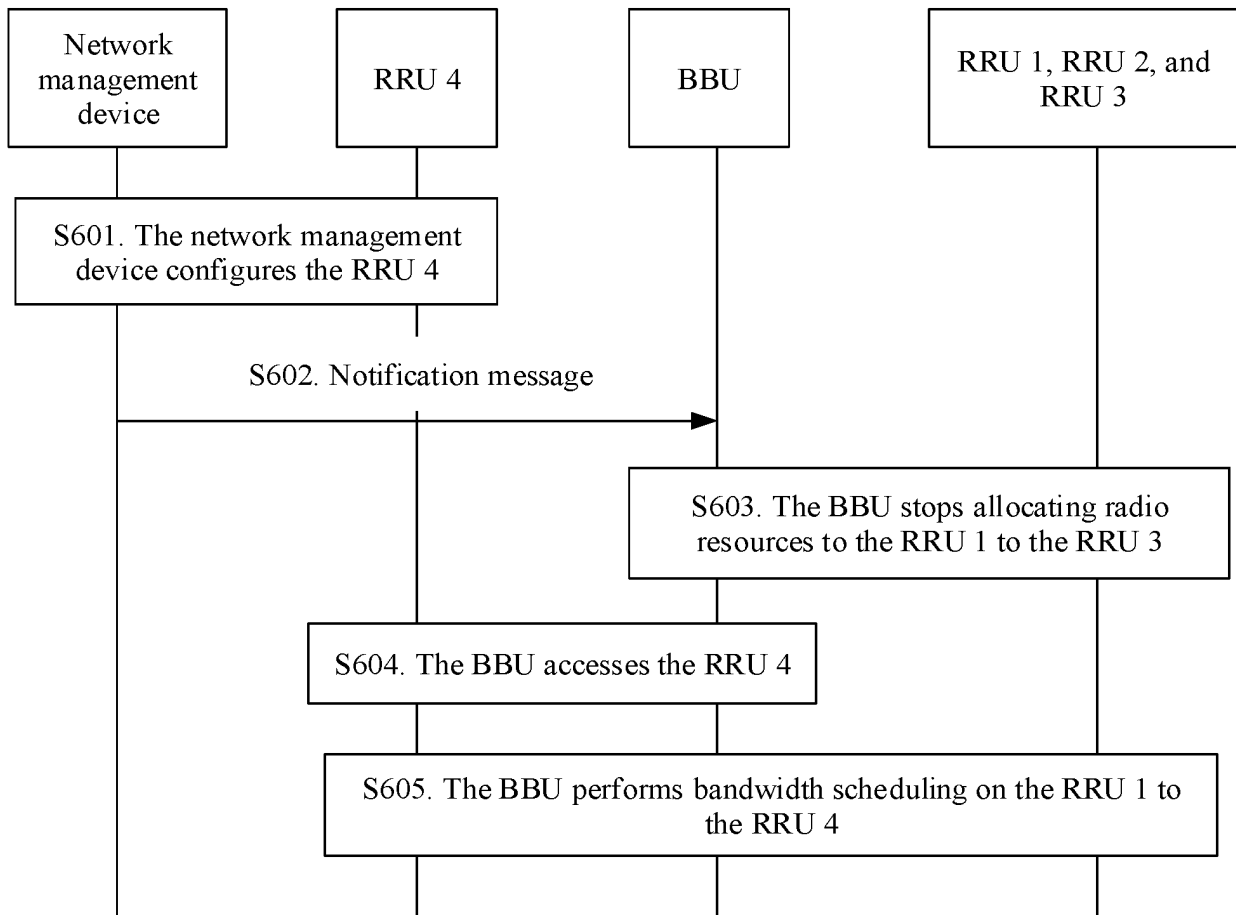 Network
management
device
RRU 4
BBU
RRU 1, RRU 2, and
RRU 3
S601. The network management
device configures the RRU 4
S602. Notification message
S603. The BBU stops allocating radio
resources to the RRU 1 to the RRU 3
S604. The BBU accesses the RRU 4
S605. The BBU performs bandwidth scheduling on the RRU 1 to
the RRU 4